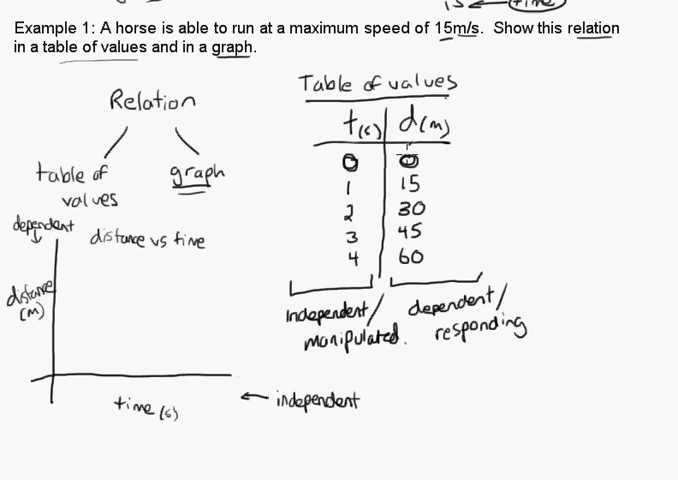 15 ← time
Example 1: A horse is able to run at a maximum speed of 15m/s. Show this relation
in a table of values and in a graph.
Relation
table of
values
graph
Table of values
t(s) d(m)
0 0
1 15
2 30
3 45
4 60
Independent/
manipulated.
dependent/
responding
dependent
distance vs time
distance
(m)
time (s)
← independent